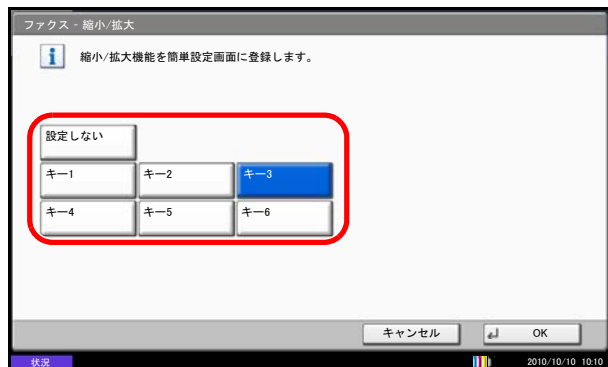 ファクス - 縮小/拡大
縮小/拡大機能を簡単設定画面に登録します。
設定しない
キー1
キー2
キー3
キー4
キー5
キー6
キャンセル
OK
状況
2010/10/10 10:10